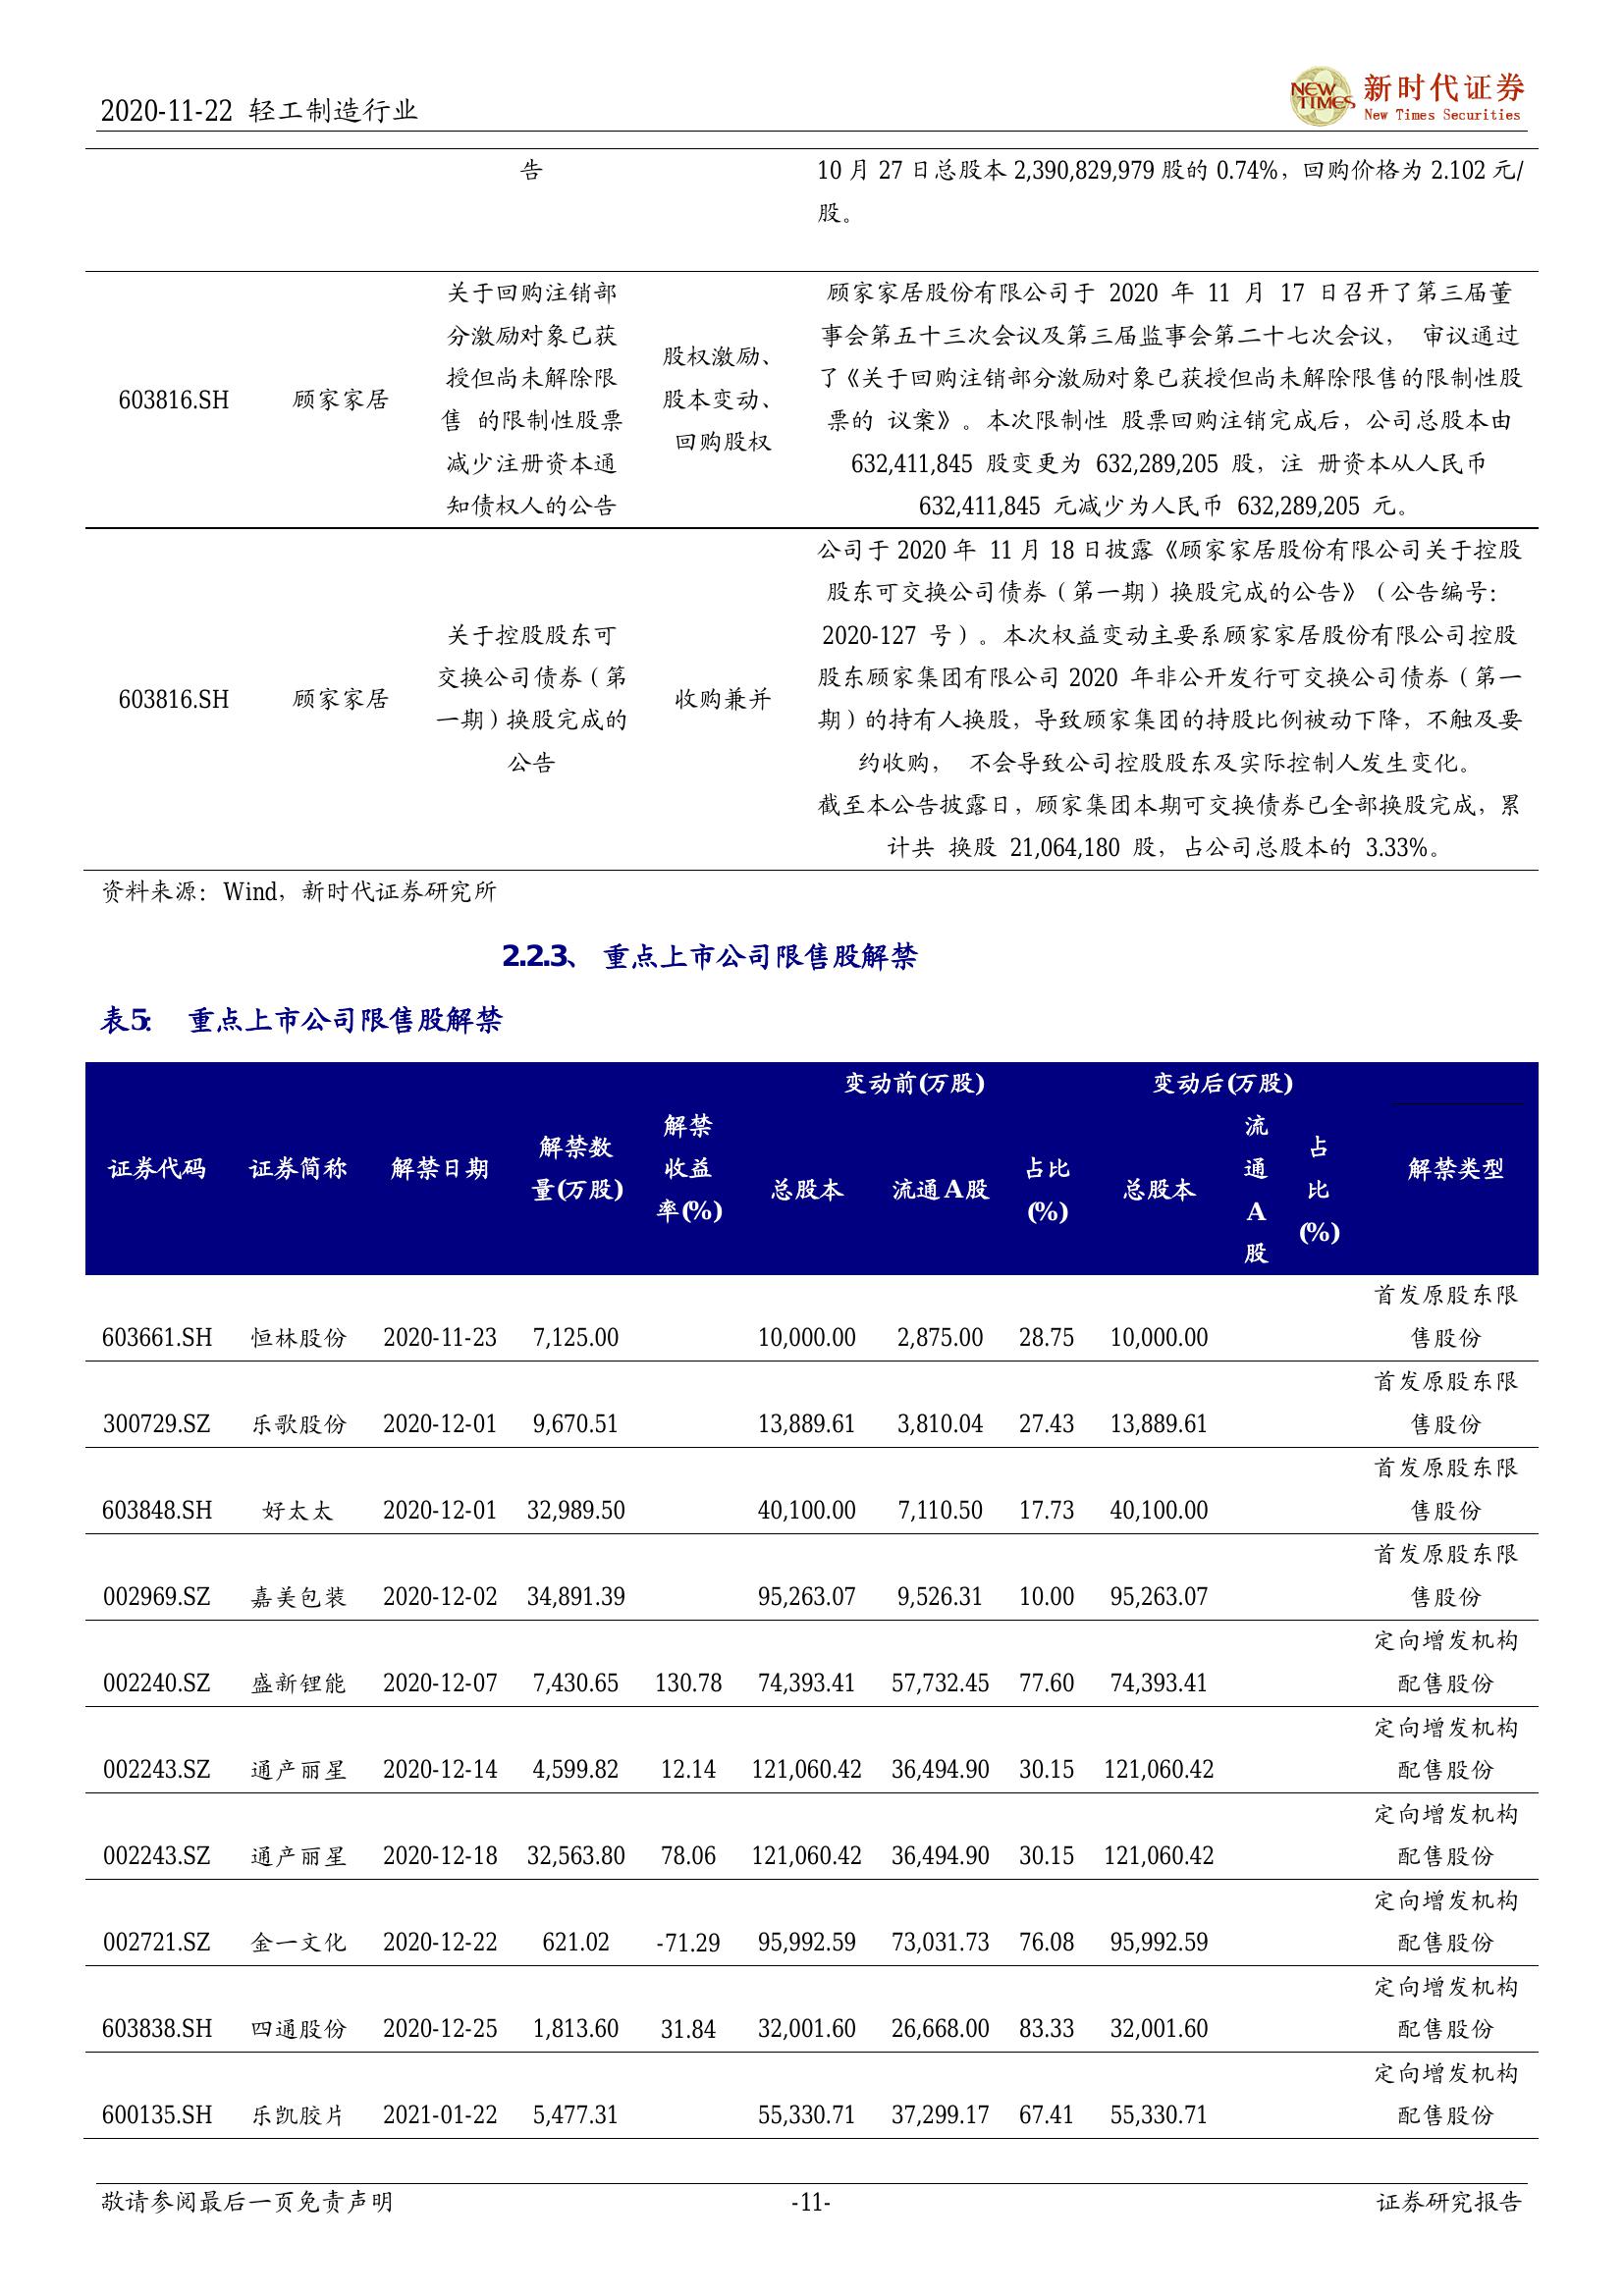 2020-11-22 轻工制造行业
NEW TIMES 新时代证券
New Times Securities
告
10 月 27 日总股本 2,390,829,979 股的 0.74%，回购价格为 2.102 元/
股。
603816.SH
顾家家居
关于回购注销部
分激励对象已获
授但尚未解除限
售 的限制性股票
减少注册资本通
知债权人的公告
股权激励、
股本变动、
回购股权
顾家家居股份有限公司于 2020 年 11 月 17 日召开了第三届董
事会第五十三次会议及第三届监事会第二十七次会议， 审议通过
了《关于回购注销部分激励对象已获授但尚未解除限售的限制性股
票的 议案》。本次限制性 股票回购注销完成后，公司总股本由
632,411,845 股变更为 632,289,205 股，注 册资本从人民币
632,411,845 元减少为人民币 632,289,205 元。
603816.SH
顾家家居
关于控股股东可
交换公司债券（第
一期）换股完成的
公告
收购兼并
公司于 2020 年 11 月 18 日披露《顾家家居股份有限公司关于控股
股东可交换公司债券（第一期）换股完成的公告》（公告编号：
2020-127 号）。本次权益变动主要系顾家家居股份有限公司控股
股东顾家集团有限公司 2020 年非公开发行可交换公司债券（第一
期）的持有人换股，导致顾家集团的持股比例被动下降，不触及要
约收购， 不会导致公司控股股东及实际控制人发生变化。
截至本公告披露日，顾家集团本期可交换债券已全部换股完成，累
计共 换股 21,064,180 股，占公司总股本的 3.33%。
资料来源：Wind，新时代证券研究所
2.2.3、 重点上市公司限售股解禁
表5： 重点上市公司限售股解禁
变动前(万股) 变动后(万股)
证券代码 证券简称 解禁日期
解禁数
量(万股)
解禁
收益
率(%)
总股本 流通 A 股
占比
(%)
总股本
流
通
A
股
占
比
(%)
解禁类型
首发原股东限
603661.SH 恒林股份 2020-11-23 7,125.00 10,000.00 2,875.00 28.75 10,000.00 售股份
首发原股东限
300729.SZ 乐歌股份 2020-12-01 9,670.51 13,889.61 3,810.04 27.43 13,889.61 售股份
首发原股东限
603848.SH 好太太 2020-12-01 32,989.50 40,100.00 7,110.50 17.73 40,100.00 售股份
首发原股东限
002969.SZ 嘉美包装 2020-12-02 34,891.39 95,263.07 9,526.31 10.00 95,263.07 售股份
定向增发机构
002240.SZ 盛新锂能 2020-12-07 7,430.65 130.78 74,393.41 57,732.45 77.60 74,393.41 配售股份
定向增发机构
002243.SZ 通产丽星 2020-12-14 4,599.82 12.14 121,060.42 36,494.90 30.15 121,060.42 配售股份
定向增发机构
002243.SZ 通产丽星 2020-12-18 32,563.80 78.06 121,060.42 36,494.90 30.15 121,060.42 配售股份
定向增发机构
002721.SZ 金一文化 2020-12-22 621.02 -71.29 95,992.59 73,031.73 76.08 95,992.59 配售股份
定向增发机构
603838.SH 四通股份 2020-12-25 1,813.60 31.84 32,001.60 26,668.00 83.33 32,001.60 配售股份
定向增发机构
600135.SH 乐凯胶片 2021-01-22 5,477.31 55,330.71 37,299.17 67.41 55,330.71 配售股份
敬请参阅最后一页免责声明 -11- 证券研究报告